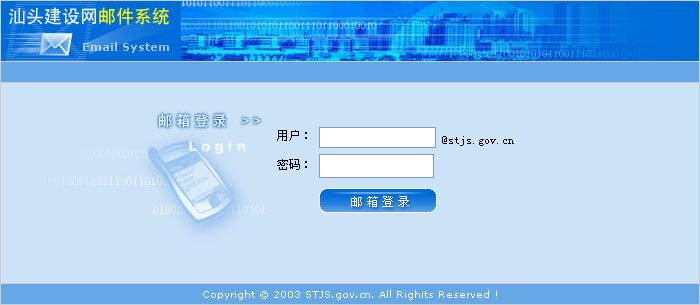 汕头建设网邮件系统
Email System
邮箱登录 >>
Login
用户：
@stjs.gov.cn
密码：
邮箱登录
Copyright © 2003 STJS.gov.cn. All Rights Reserved !